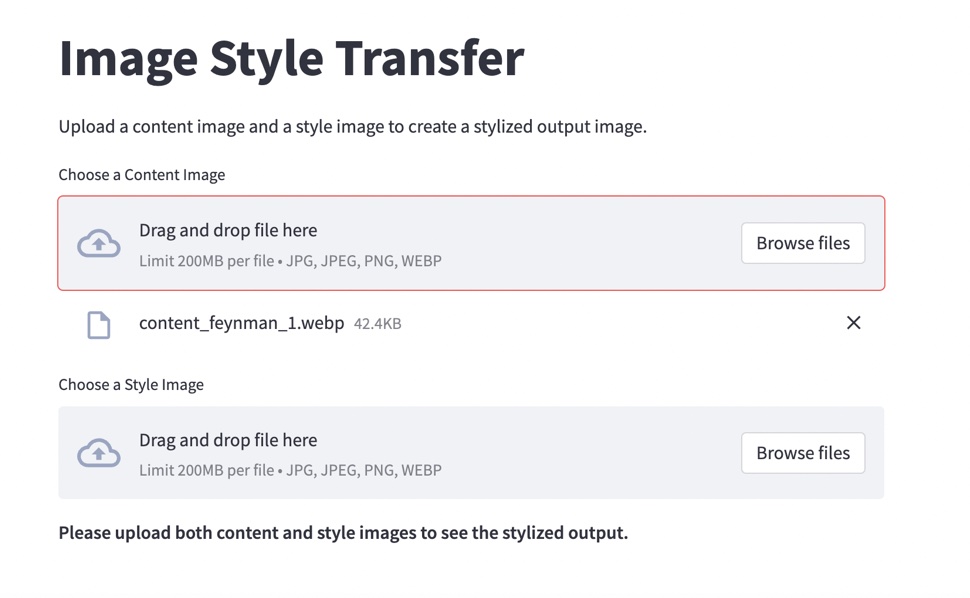 Image Style Transfer
Upload a content image and a style image to create a stylized output image.
Choose a Content Image
Drag and drop file here
Limit 200MB per file • JPG, JPEG, PNG, WEBP
Browse files
content_feynman_1.webp 42.4KB
Choose a Style Image
Drag and drop file here
Limit 200MB per file • JPG, JPEG, PNG, WEBP
Browse files
Please upload both content and style images to see the stylized output.